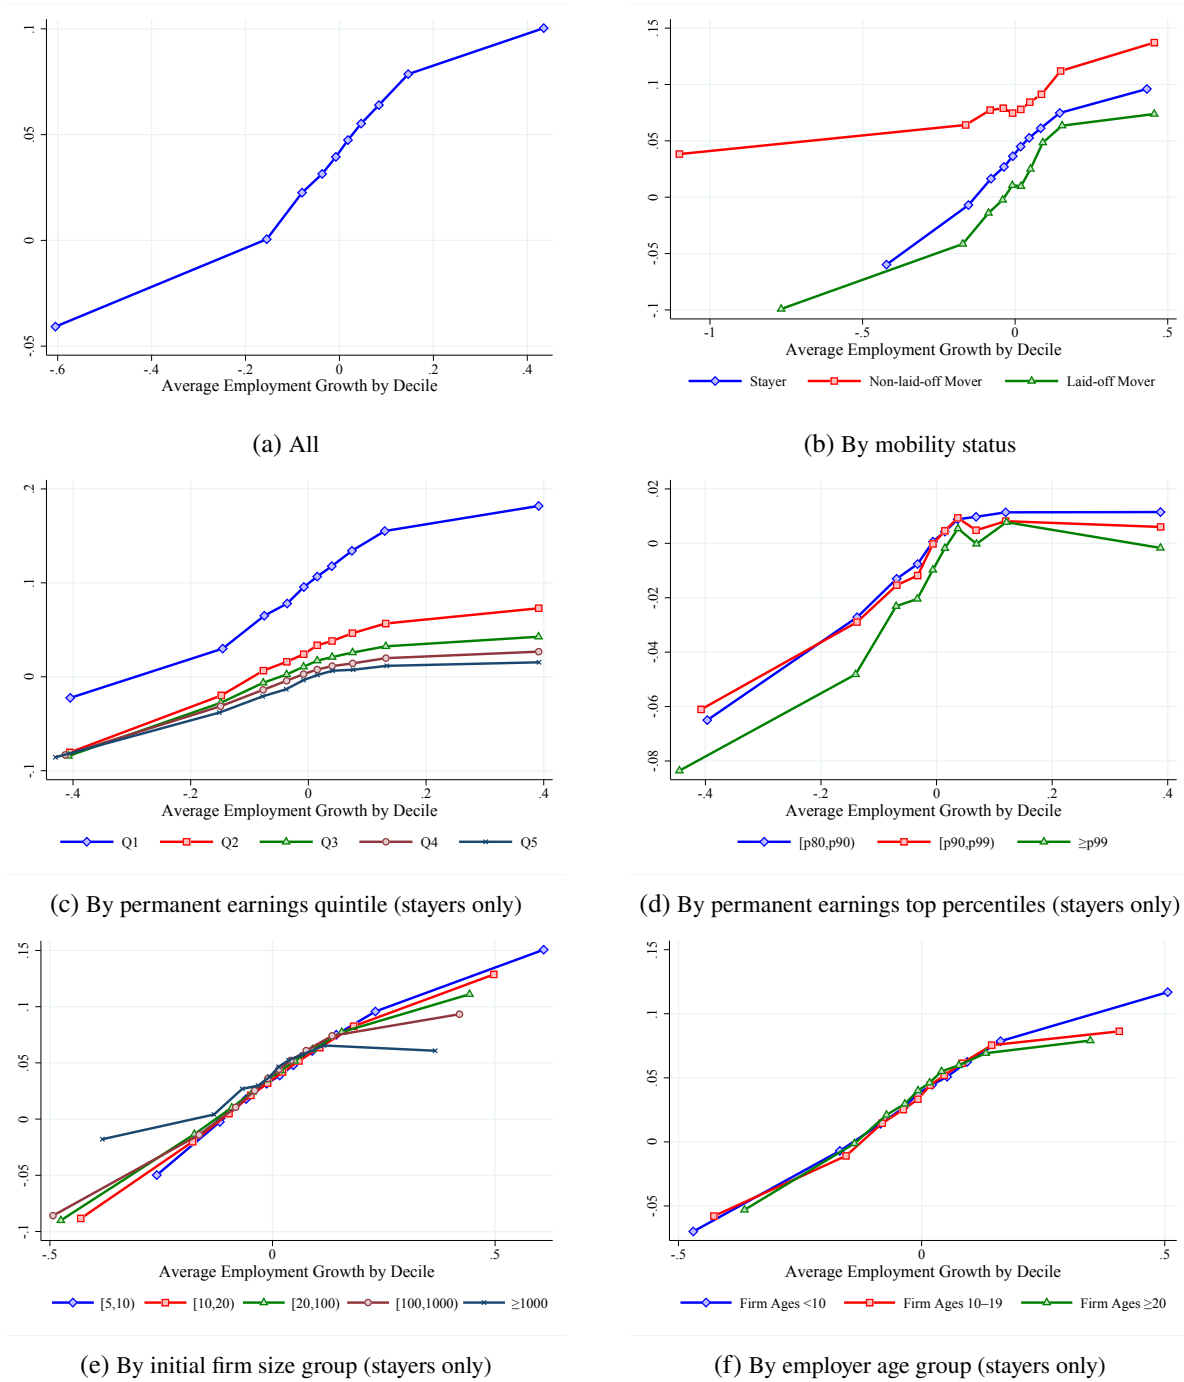 .1
.05
0
-.05
-.6 -.4 -.2 0 .2 .4
Average Employment Growth by Decile
(a) All
.15
.1
.05
0
-.05
-.1
-1 -.5 0 .5
Average Employment Growth by Decile
Stayer Non-laid-off Mover Laid-off Mover
(b) By mobility status
.2
.1
0
-.1
-.4 -.2 0 .2 .4
Average Employment Growth by Decile
Q1 Q2 Q3 Q4 Q5
(c) By permanent earnings quintile (stayers only)
.02
0
-.02
-.04
-.06
-.08
-.4 -.2 0 .2 .4
Average Employment Growth by Decile
[p80,p90) [p90,p99) ≥p99
(d) By permanent earnings top percentiles (stayers only)
.15
.1
.05
0
-.05
-.1
-.5 0 .5
Average Employment Growth by Decile
[5,10) [10,20) [20,100) [100,1000) ≥1000
(e) By initial firm size group (stayers only)
.15
.1
.05
0
-.05
-.5 0 .5
Average Employment Growth by Decile
Firm Ages <10 Firm Ages 10–19 Firm Ages ≥20
(f) By employer age group (stayers only)